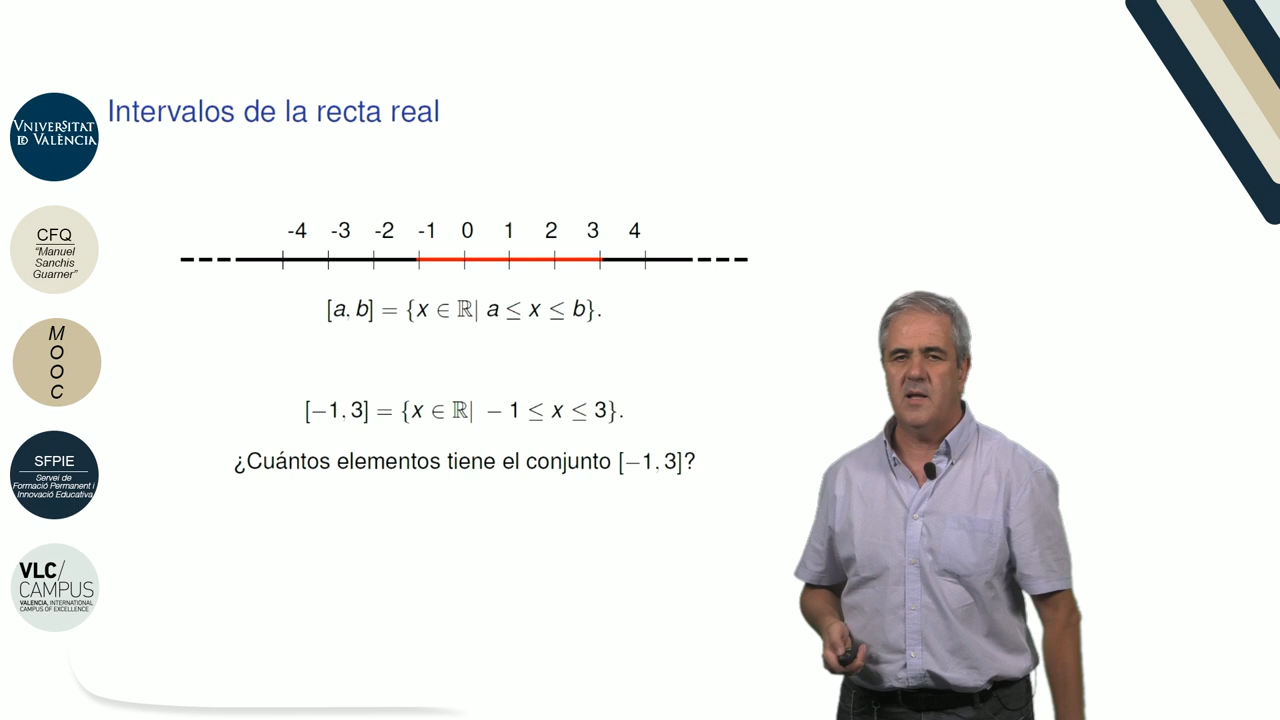 Intervalos de la recta real
VNIVERSITAT
ID VALÈNCIA
CFQ
“Manuel
Sanchis
Guarner”
M
O
O
C
SFPIE
Servei de
Formació Permanent i
Innovació Educativa
VLC/
CAMPUS
VALENCIA, INTERNATIONAL
CAMPUS OF EXCELLENCE
-4 -3 -2 -1 0 1 2 3 4
[a, b] = {x ∈ ℝ| a ≤ x ≤ b}.
[−1, 3] = {x ∈ ℝ| − 1 ≤ x ≤ 3}.
¿Cuántos elementos tiene el conjunto [−1, 3]?